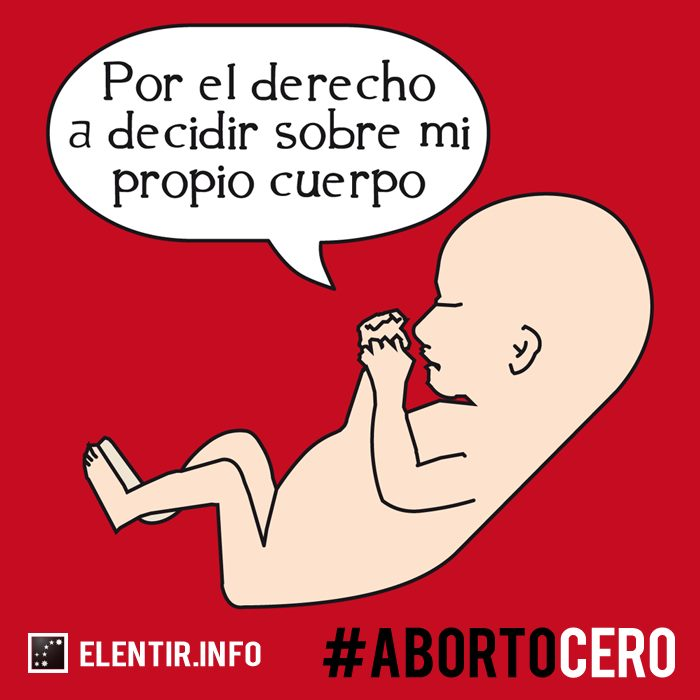 Por el derecho
a decidir sobre mi
propio cuerpo
ELENTIR.INFO
#ABORTOCERO